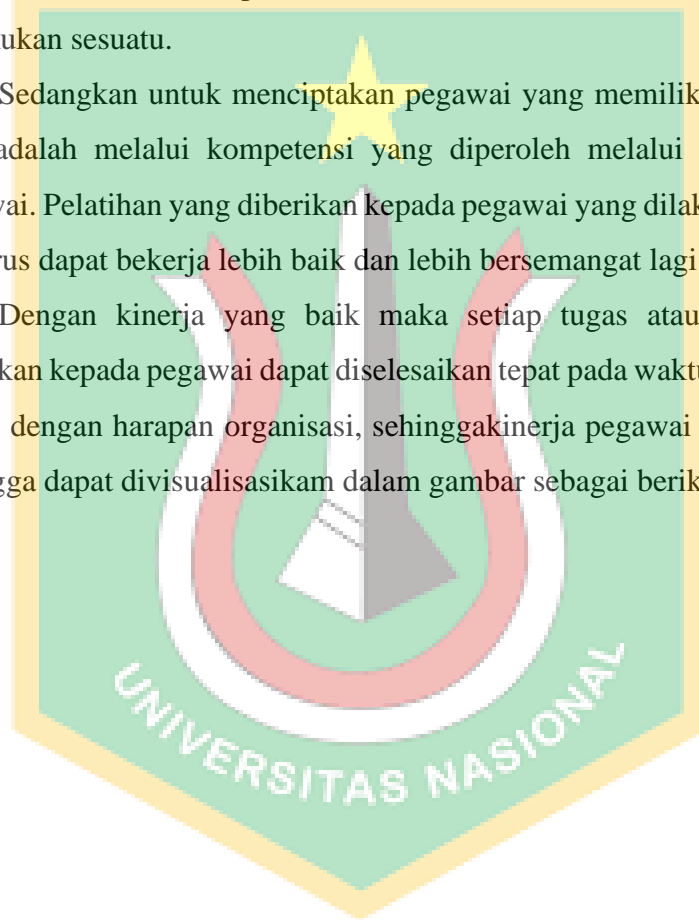 ukan sesuatu.
Sedangkan untuk menciptakan pegawai yang memilik
adalah melalui kompetensi yang diperoleh melalui
vai. Pelatihan yang diberikan kepada pegawai yang dilak
rus dapat bekerja lebih baik dan lebih bersemangat lagi
Dengan kinerja yang baik maka setiap tugas atau
kan kepada pegawai dapat diselesaikan tepat pada waktu
dengan harapan organisasi, sehinggakinerja pegawai
gga dapat divisualisasikam dalam gambar sebagai berik
UNIVERSITAS NASIONAL